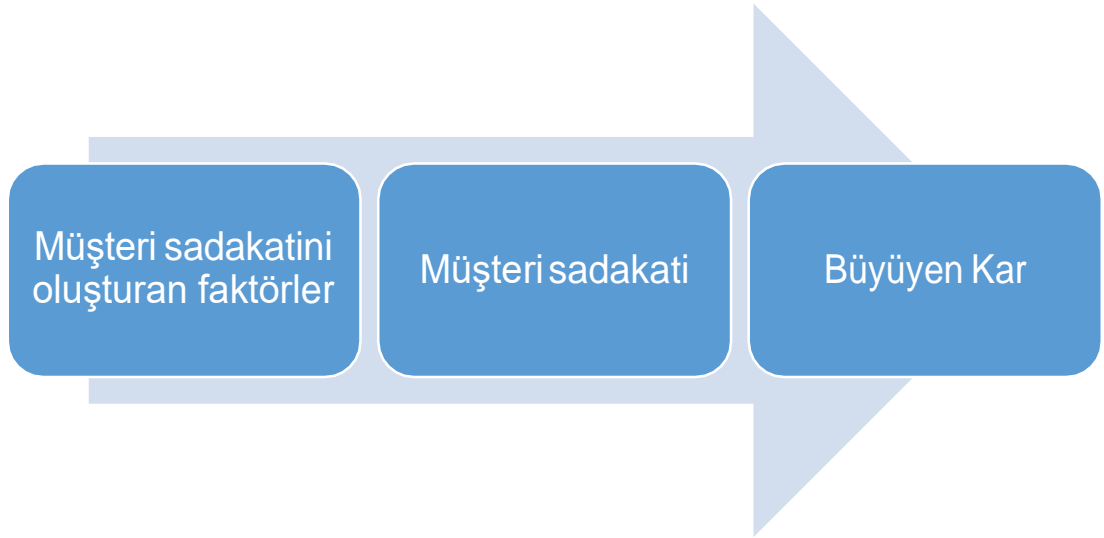 Müşteri sadakatini
oluşturan faktörler
Müşteri sadakati
Büyüyen Kar